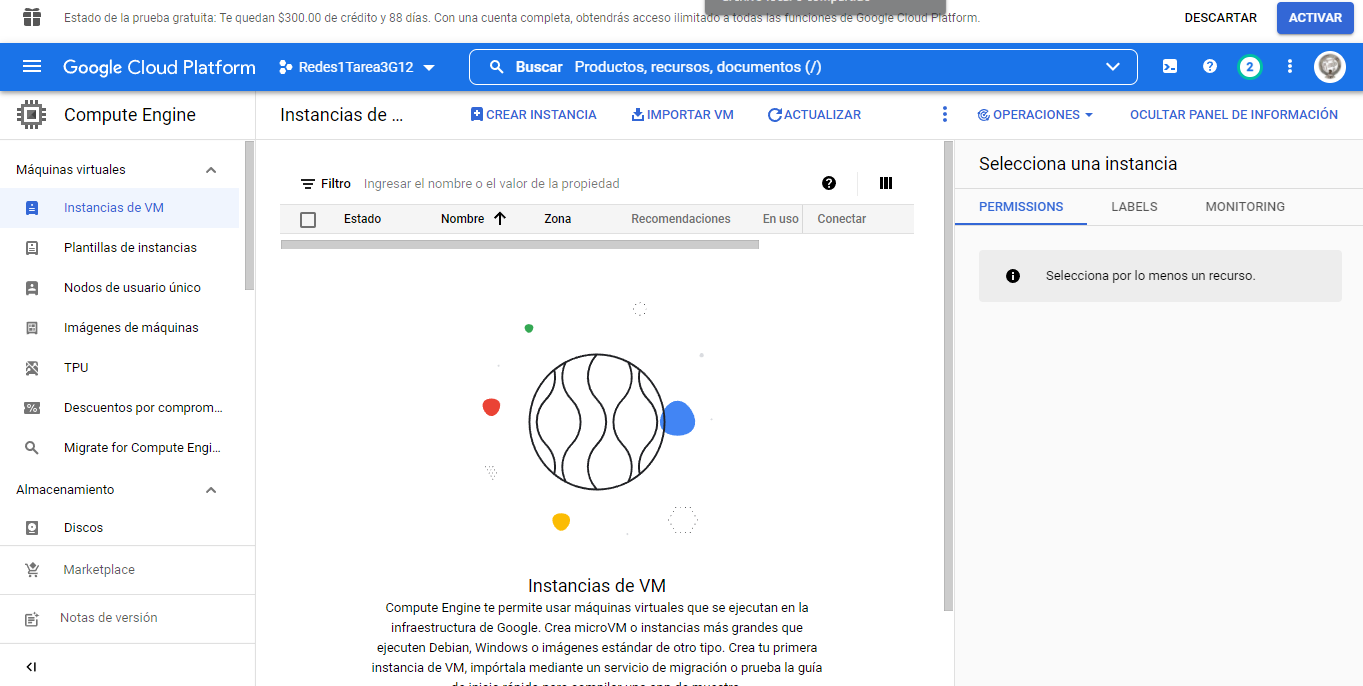 Estado de la prueba gratuita: Te quedan $300.00 de crédito y 88 días. Con una cuenta completa, obtendrás acceso ilimitado a todas las funciones de Google Cloud Platform.
DESCARTAR
ACTIVAR
Google Cloud Platform
Redes1Tarea3G12
Buscar Productos, recursos, documentos (/)
2
Compute Engine
Instancias de ...
CREAR INSTANCIA
IMPORTAR VM
ACTUALIZAR
OPERACIONES
OCULTAR PANEL DE INFORMACIÓN
Máquinas virtuales
Instancias de VM
Plantillas de instancias
Nodos de usuario único
Imágenes de máquinas
TPU
Descuentos por comprom...
Migrate for Compute Engi...
Almacenamiento
Discos
Marketplace
Notas de versión
Filtro Ingresar el nombre o el valor de la propiedad
Estado Nombre Zona Recomendaciones En uso Conectar
Instancias de VM
Compute Engine te permite usar máquinas virtuales que se ejecutan en la
infraestructura de Google. Crea microVM o instancias más grandes que
ejecuten Debian, Windows o imágenes estándar de otro tipo. Crea tu primera
instancia de VM, impórtala mediante un servicio de migración o prueba la guía
Selecciona una instancia
PERMISSIONS LABELS MONITORING
Selecciona por lo menos un recurso.